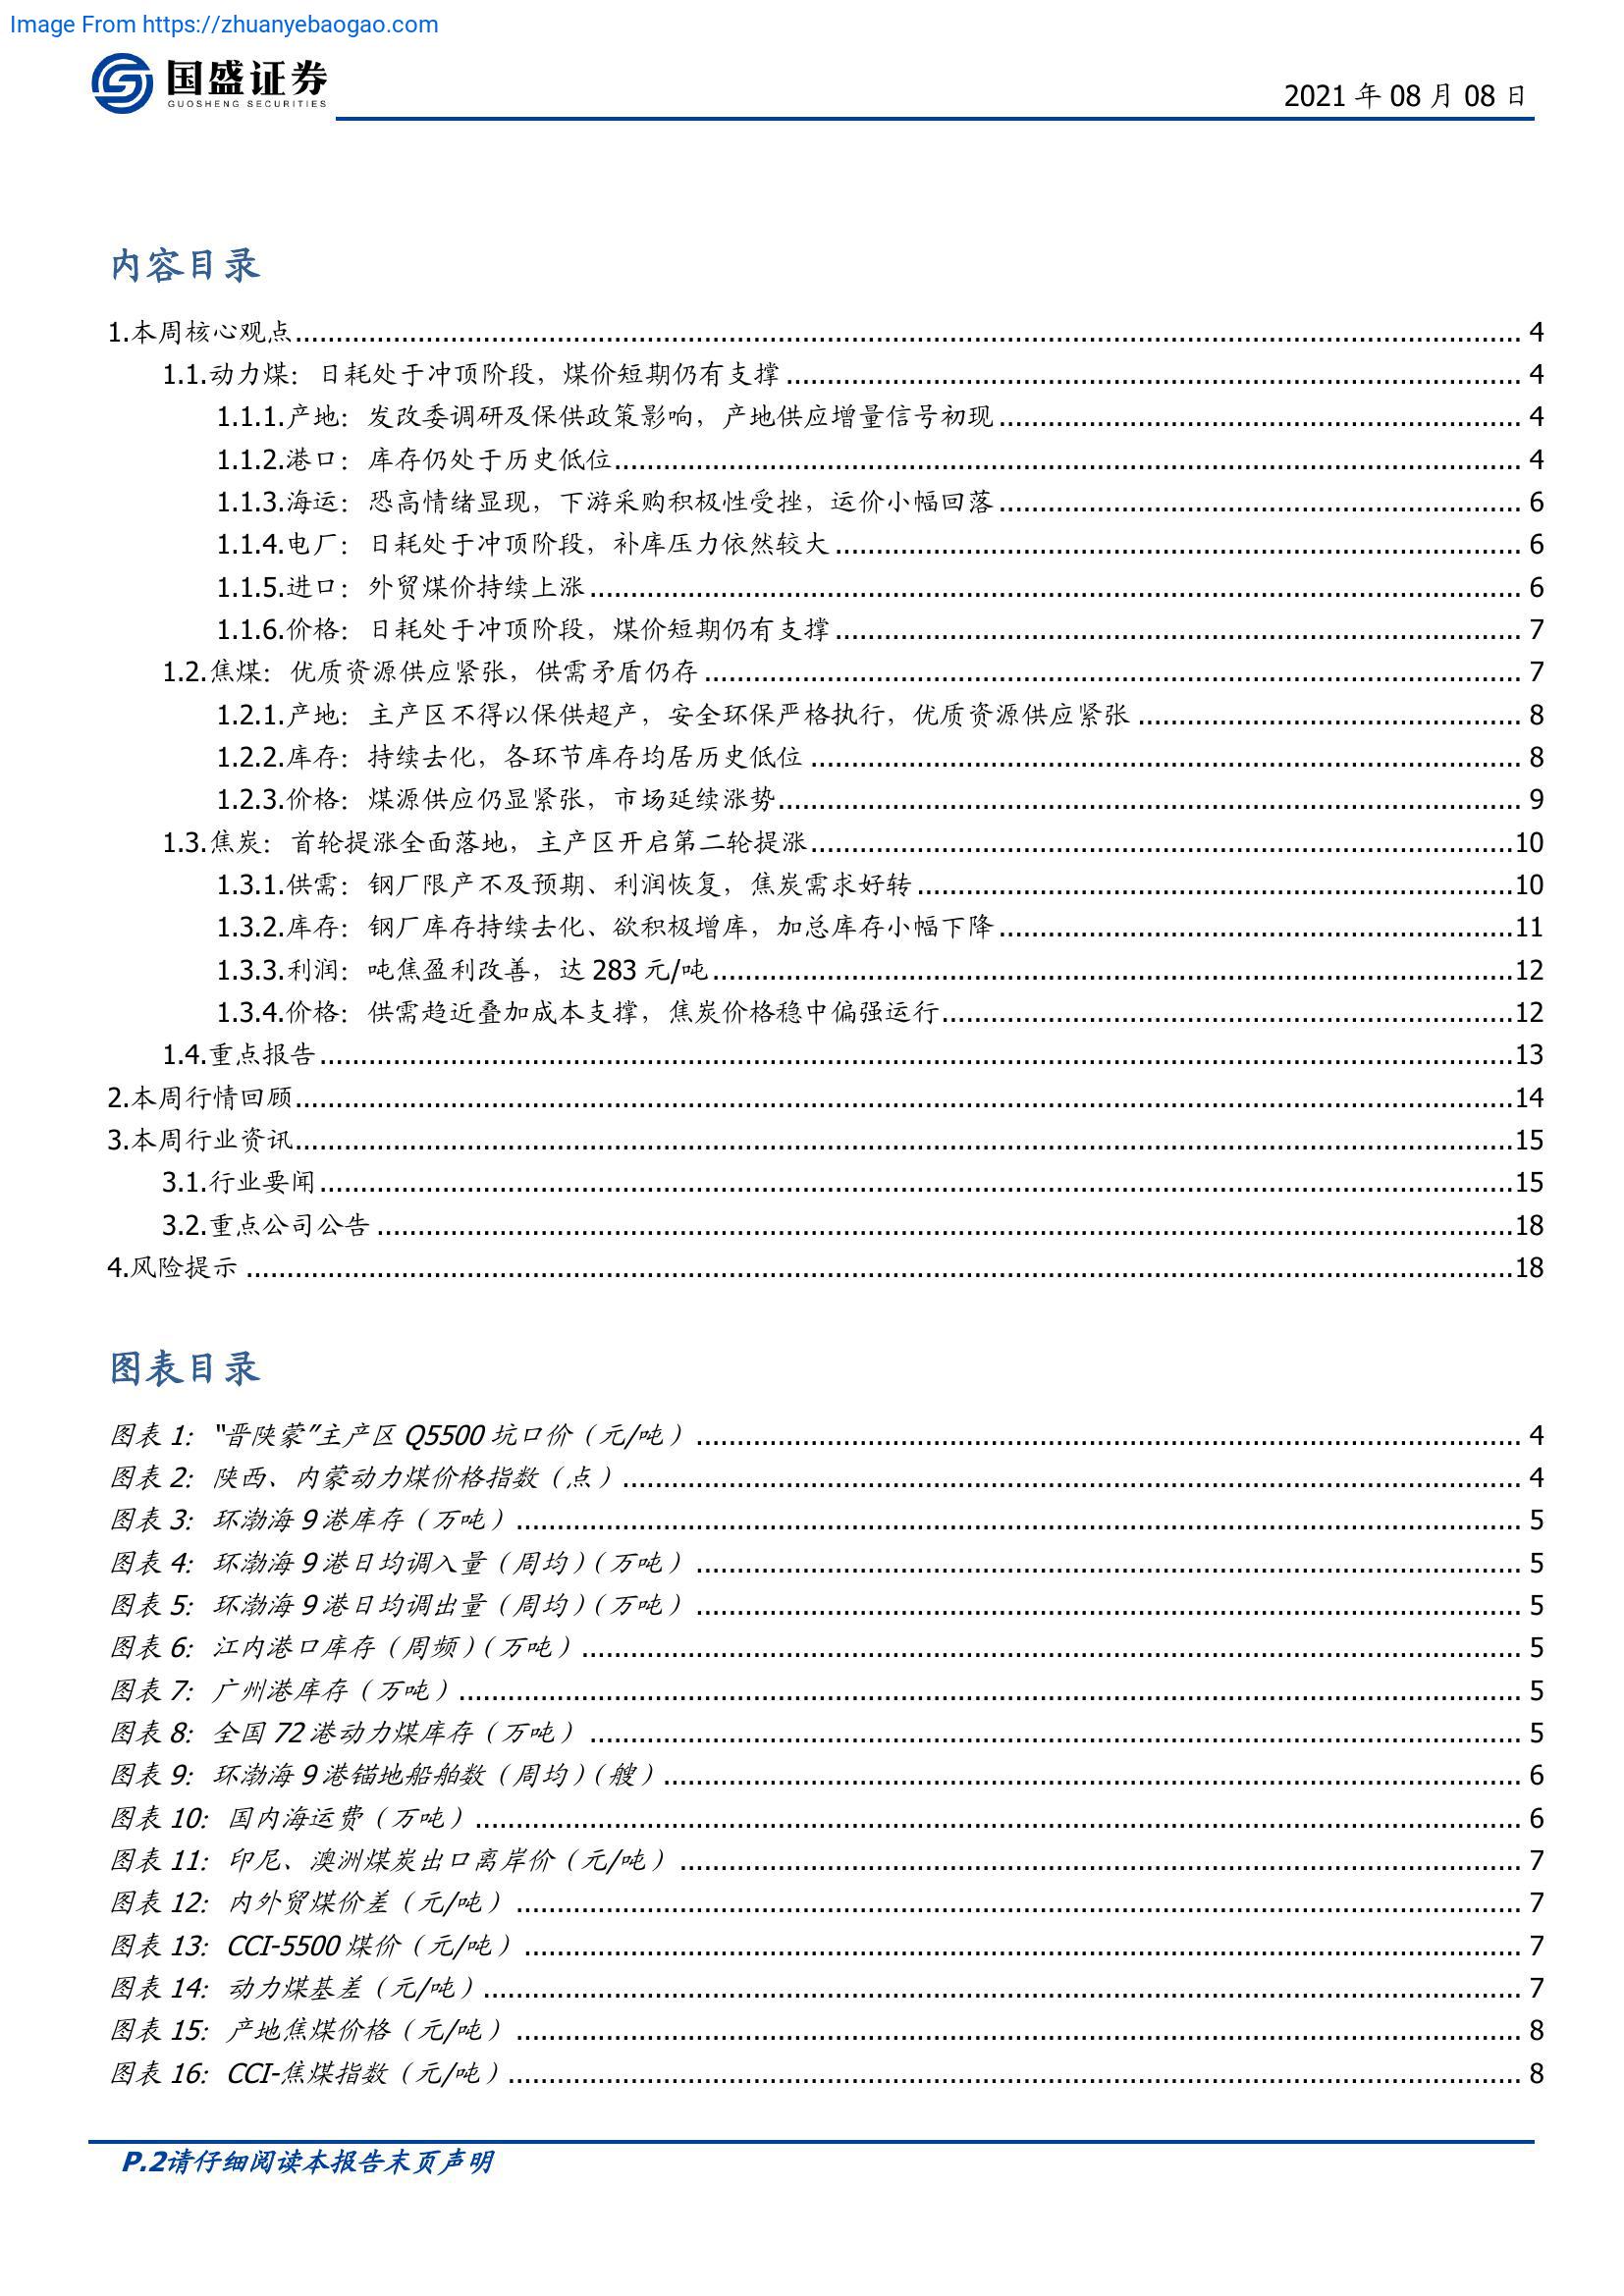 Image From https://zhuanyebaogao.com
国盛证券
GUOSHENG SECURITIES
2021 年 08 月 08 日
内容目录
1.本周核心观点 4
1.1.动力煤：日耗处于冲顶阶段，煤价短期仍有支撑 4
1.1.1.产地：发改委调研及保供政策影响，产地供应增量信号初现 4
1.1.2.港口：库存仍处于历史低位 4
1.1.3.海运：恐高情绪显现，下游采购积极性受挫，运价小幅回落 6
1.1.4.电厂：日耗处于冲顶阶段，补库压力依然较大 6
1.1.5.进口：外贸煤价持续上涨 6
1.1.6.价格：日耗处于冲顶阶段，煤价短期仍有支撑 7
1.2.焦煤：优质资源供应紧张，供需矛盾仍存 7
1.2.1.产地：主产区不得以保供超产，安全环保严格执行，优质资源供应紧张 8
1.2.2.库存：持续去化，各环节库存均居历史低位 8
1.2.3.价格：煤源供应仍显紧张，市场延续涨势 9
1.3.焦炭：首轮提涨全面落地，主产区开启第二轮提涨 10
1.3.1.供需：钢厂限产不及预期、利润恢复，焦炭需求好转 10
1.3.2.库存：钢厂库存持续去化、欲积极增库，加总库存小幅下降 11
1.3.3.利润：吨焦盈利改善，达 283 元/吨 12
1.3.4.价格：供需趋近叠加成本支撑，焦炭价格稳中偏强运行 12
1.4.重点报告 13
2.本周行情回顾 14
3.本周行业资讯 15
3.1.行业要闻 15
3.2.重点公司公告 18
4.风险提示 18
图表目录
图表 1：“晋陕蒙”主产区 Q5500 坑口价（元/吨） 4
图表 2：陕西、内蒙动力煤价格指数（点） 4
图表 3：环渤海 9 港库存（万吨） 5
图表 4：环渤海 9 港日均调入量（周均）（万吨） 5
图表 5：环渤海 9 港日均调出量（周均）（万吨） 5
图表 6：江内港口库存（周频）（万吨） 5
图表 7：广州港库存（万吨） 5
图表 8：全国 72 港动力煤库存（万吨） 5
图表 9：环渤海 9 港锚地船舶数（周均）（艘） 6
图表 10：国内海运费（万吨） 6
图表 11：印尼、澳洲煤炭出口离岸价（元/吨） 7
图表 12：内外贸煤价差（元/吨） 7
图表 13：CCI-5500 煤价（元/吨） 7
图表 14：动力煤基差（元/吨） 7
图表 15：产地焦煤价格（元/吨） 8
图表 16：CCI-焦煤指数（元/吨） 8
P.2请仔细阅读本报告末页声明